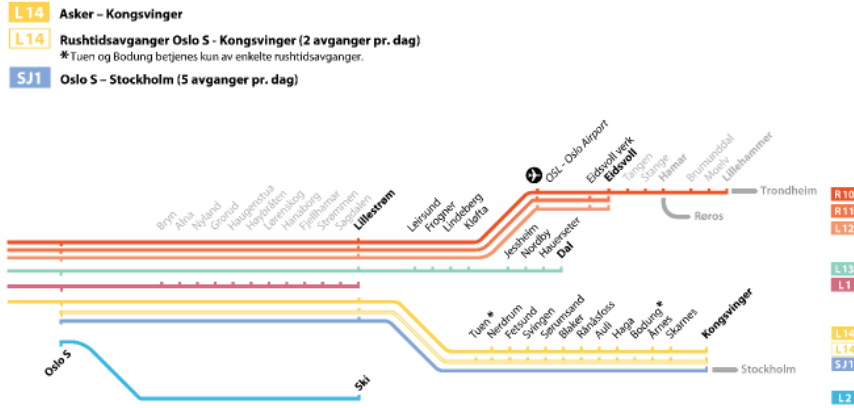 L14 Asker – Kongsvinger
L14 Rushtidsavganger Oslo S - Kongsvinger (2 avganger pr. dag)
*Tuen og Bodung betjenes kun av enkelte rushtidsavganger.
SJ1 Oslo S – Stockholm (5 avganger pr. dag)
Bryn
Alna
Nyland
Grorud
Haugenstua
Høybråten
Lørenskog
Hanaborg
Fjellhamar
Strømmen
Sagdalen
Lillestrøm
Leirsund
Frogner
Lindeberg
Kløfta
OSL - Oslo Airport
Eidsvoll verk
Eidsvoll
Tangen
Stange
Hamar
Brumunddal
Moelv
Lillehammer
Trondheim
Røros
R10
R11
L12
Jessheim
Nordby
Hauerseter
Dal
L13
L1
Tuen*
Nerdrum
Fetsund
Svingen
Sørumsand
Blaker
Rånåsfoss
Auli
Haga
Bodung*
Årnes
Skarnes
Kongsvinger
Stockholm
L14
L14
SJ1
Oslo S
Ski
L2